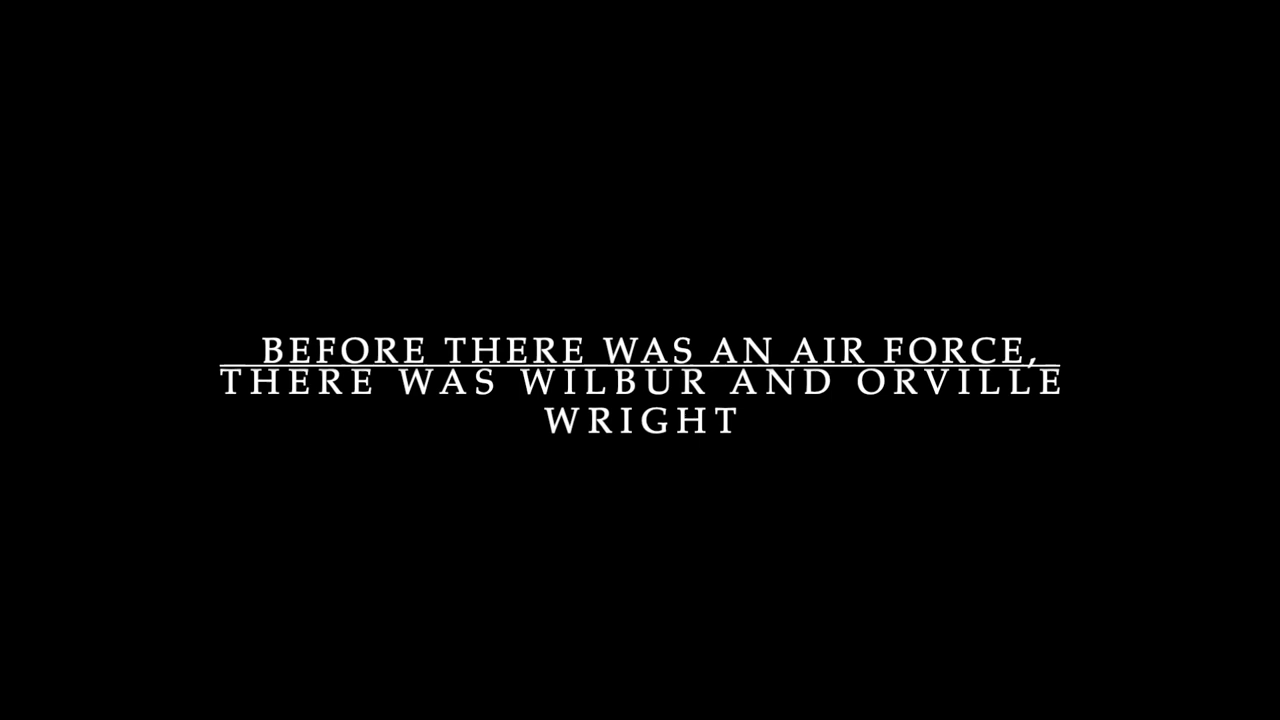 BEFORE THERE WAS AN AIR FORCE,
THERE WAS WILBUR AND ORVILLE
WRIGHT